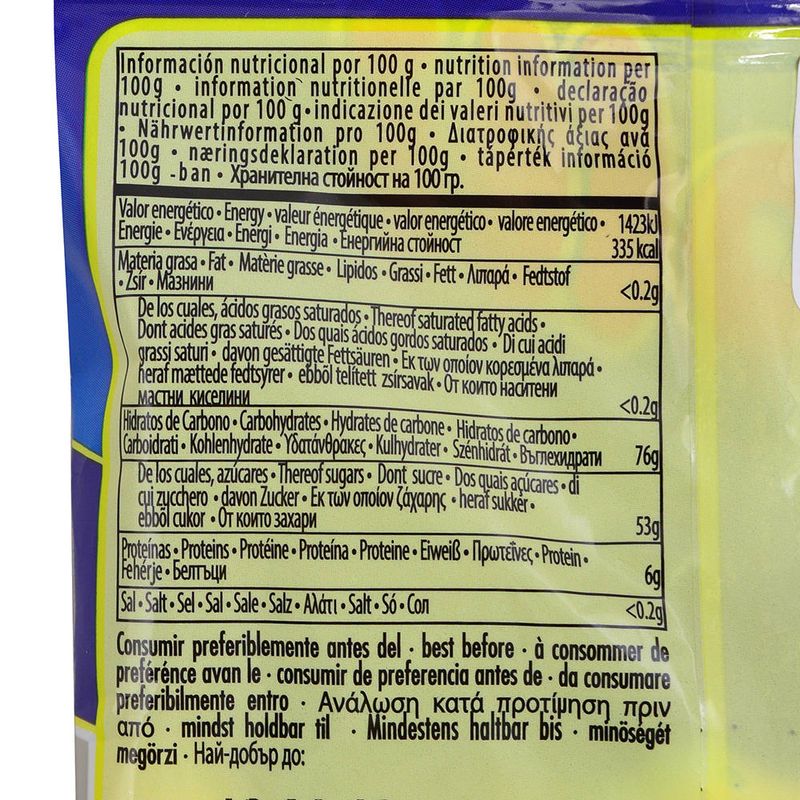 Información nutricional por 100 g • nutrition information per
100g • information nutritionelle par 100g • declaração
nutricional por 100 g • indicazione dei valeri nutritivi per 100g
• Nährwertinformation pro 100g • Διατροφικής άξιας ανά
100g • næringsdeklaration per 100g • tápérték információ
100g -ban • Хранителна стойност на 100 гр.
Valor energético • Energy • valeur énergétique • valor energético • valore energético • 1423kJ
Energie • Ενέργεια • Energi • Energia • Енергийна стойност 335 kcal
Materia grasa • Fat • Matèrie grasse • Lipidos • Grassi • Fett • Λιπαρά • Fedtstof
• Zsír • Мазнини <0.2g
De los cuales, ácidos grasos saturados • Thereof saturated fatty acids •
Dont acides gras saturés • Dos quais ácidos gordos saturados • Di cui acidi
grassi saturi • davon gesättigte Fettsäuren • Εκ των οποίον κορεσμένα λιπαρά •
heraf mættede fedtsyrer • ebböl telített zsírsavak • От които наситени
мастни киселини <0.2g
Hidratos de Carbono • Carbohydrates • Hydrates de carbone • Hidratos de carbono •
Carboidrati • Kohlenhydrate • Υδατάνθρακες • Kulhydrater • Szénhidrát • Въглехидрати 76g
De los cuales, azúcares • Thereof sugars • Dont sucre • Dos quais açúcares • di
cui zucchero • davon Zucker • Εκ των οποίον ζάχαρης • heraf sukker •
ebböl cukor • От които захари 53g
Proteínas • Proteins • Protéine • Proteína • Proteine • Eiweiß • Πρωτεΐνες • Protein •
Fehérje • Белтъци 6g
Sal • Salt • Sel • Sal • Sale • Salz • Αλάτι • Salt • Só • Сол <0.2g
Consumir preferiblemente antes del · best before · à consommer de
preférénce avan le · consumir de preferencia antes de · da consumare
preferibilmente entro · Ανάλωση κατά προτίμηση πριν
από · mindst holdbar til · Mindestens haltbar bis · minöségét
megörzi · Най-добър до: